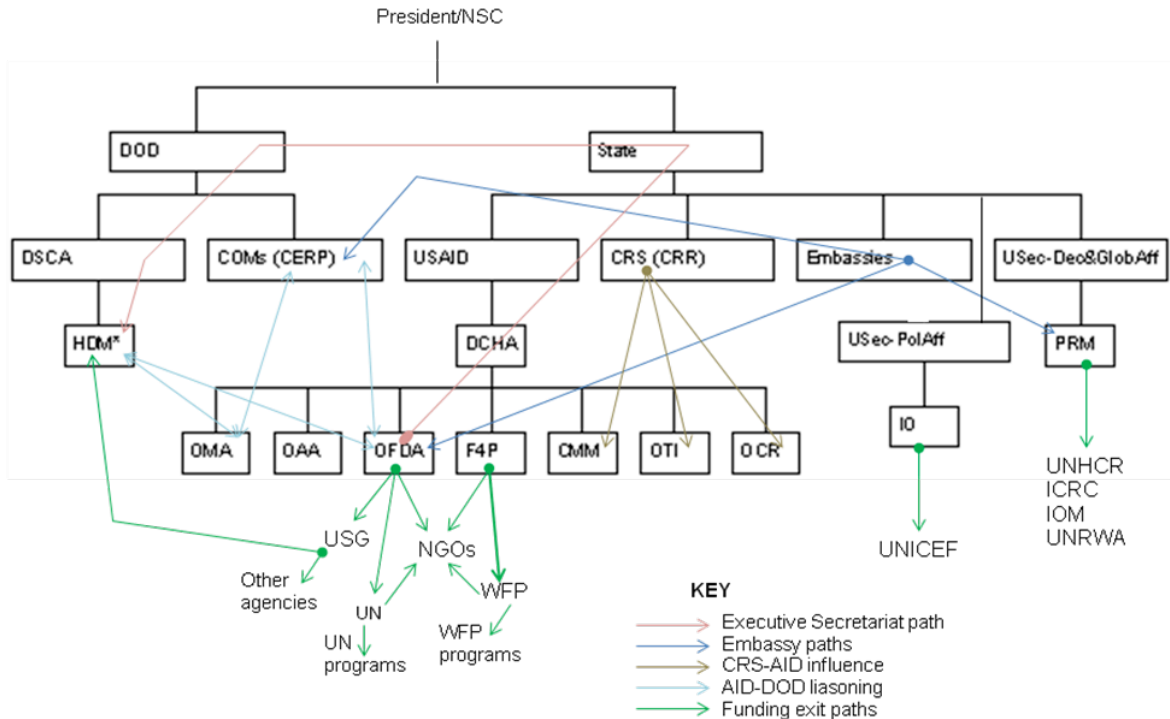 President/NSC
DOD
State
DSCA
COMs (CERP)
USAID
CRS (CRR)
Embassies
USec-Deo&GlobAff
HDM*
DCHA
USec-PolAff
PRM
IO
OMA
OAA
OFDA
F4P
CMM
OTI
OCR
UNHCR
ICRC
IOM
UNRWA
USG
NGOs
UNICEF
Other
agencies
WFP
UN
UN
programs
WFP
programs
KEY
Executive Secretariat path
Embassy paths
CRS-AID influence
AID-DOD liasoning
Funding exit paths